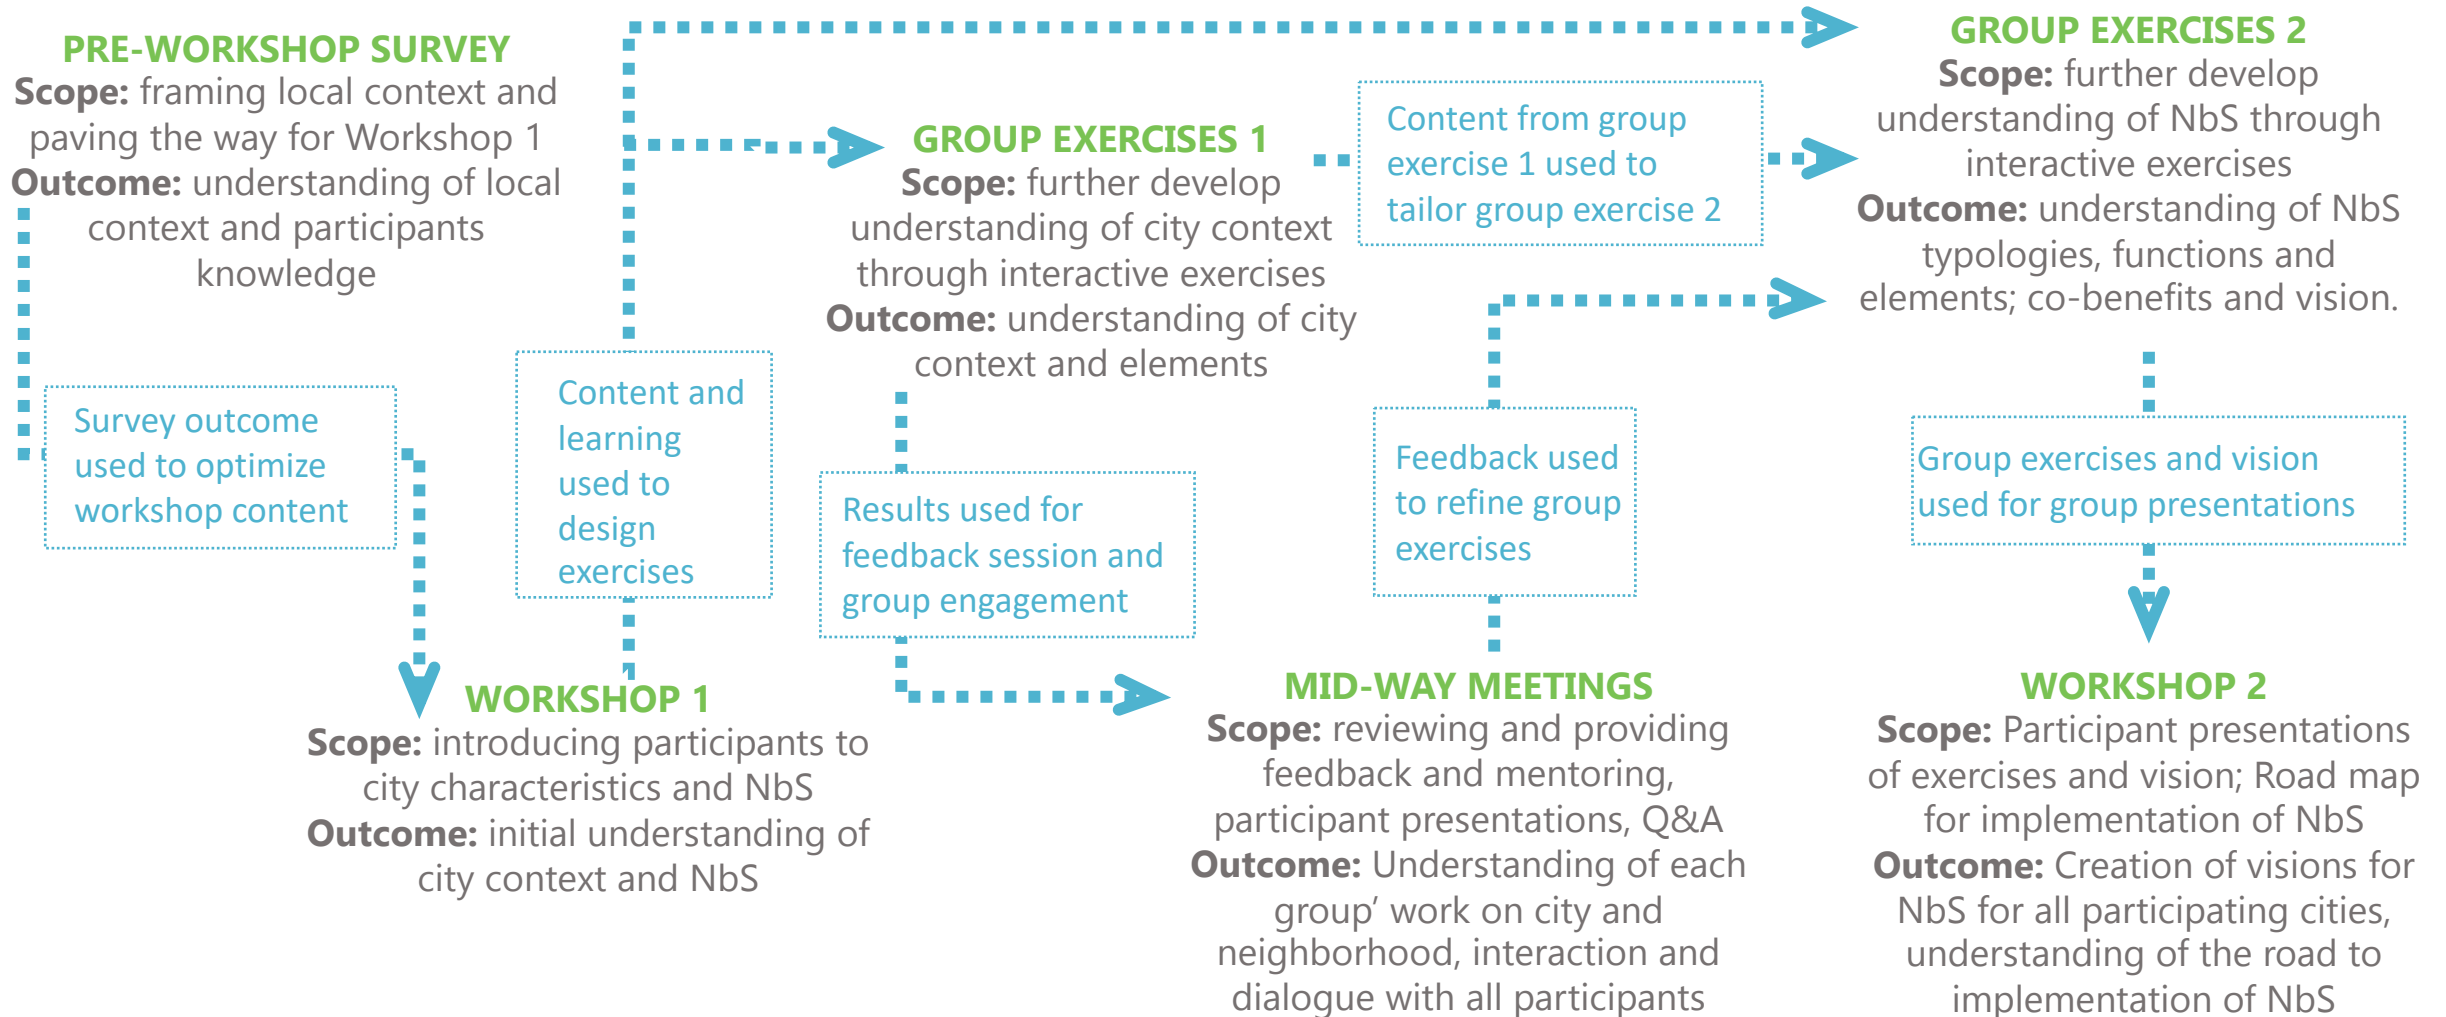 PRE-WORKSHOP SURVEY
Scope: framing local context and
paving the way for Workshop 1
Outcome: understanding of local
context and participants
knowledge
Survey outcome
used to optimize
workshop content
WORKSHOP 1
Scope: introducing participants to
city characteristics and NbS
Outcome: initial understanding of
city context and NbS
Content and
learning
used to
design
exercises
GROUP EXERCISES 1
Scope: further develop
understanding of city context
through interactive exercises
Outcome: understanding of city
context and elements
Results used for
feedback session and
group engagement
Content from group
exercise 1 used to
tailor group exercise 2
MID-WAY MEETINGS
Scope: reviewing and providing
feedback and mentoring,
participant presentations, Q&A
Outcome: Understanding of each
group’ work on city and
neighborhood, interaction and
dialogue with all participants
Feedback used
to refine group
exercises
GROUP EXERCISES 2
Scope: further develop
understanding of NbS through
interactive exercises
Outcome: understanding of NbS
typologies, functions and
elements; co-benefits and vision.
Group exercises and vision
used for group presentations
WORKSHOP 2
Scope: Participant presentations
of exercises and vision; Road map
for implementation of NbS
Outcome: Creation of visions for
NbS for all participating cities,
understanding of the road to
implementation of NbS